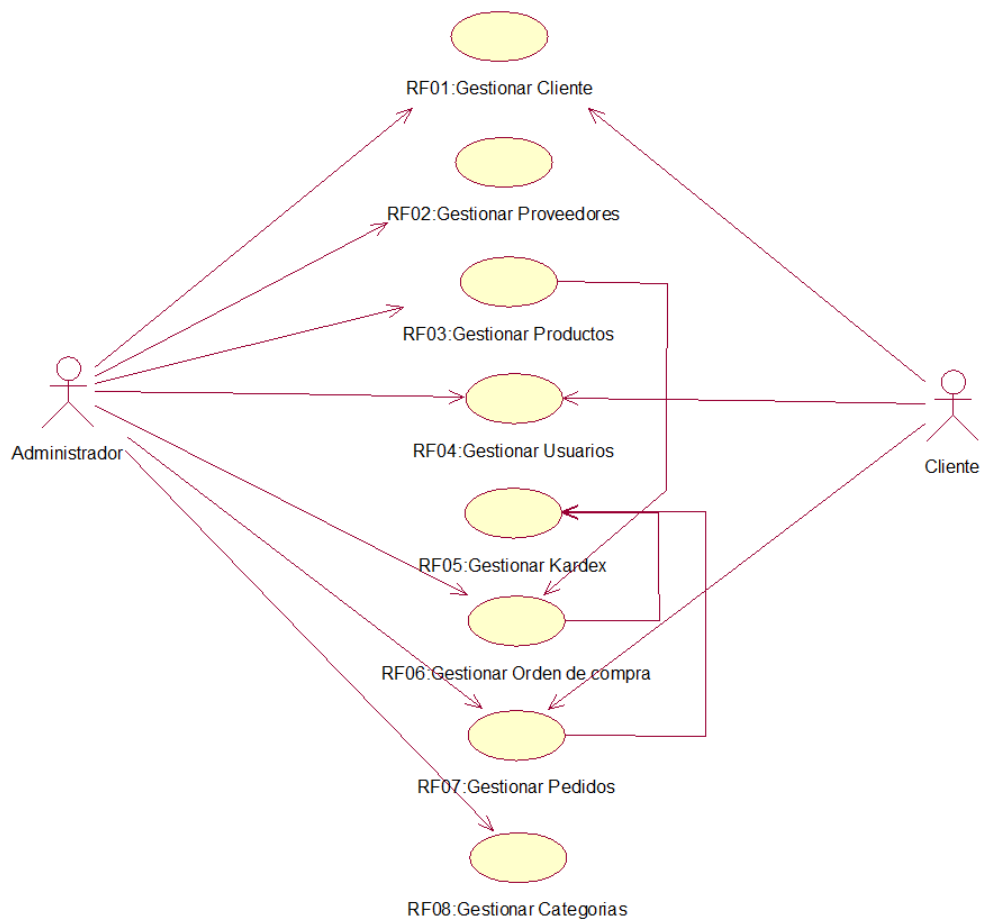 RF01:Gestionar Cliente
RF02:Gestionar Proveedores
RF03:Gestionar Productos
Administrador
RF04:Gestionar Usuarios
Cliente
RF05:Gestionar Kardex
RF06:Gestionar Orden de compra
RF07:Gestionar Pedidos
RF08:Gestionar Categorias